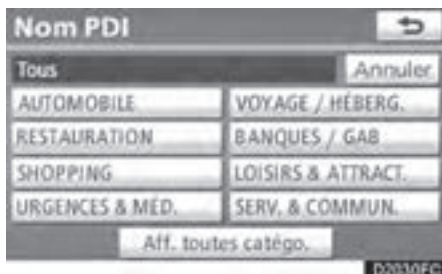 Nom PDI
Tous Annuler
AUTOMOBILE VOYAGE / HÉBERG.
RESTAURATION BANQUES / GAB
SHOPPING LOISIRS & ATTRACT.
URGENCES & MÉD. SERV. & COMMUN.
Aff. toutes catégo.
D2030FC